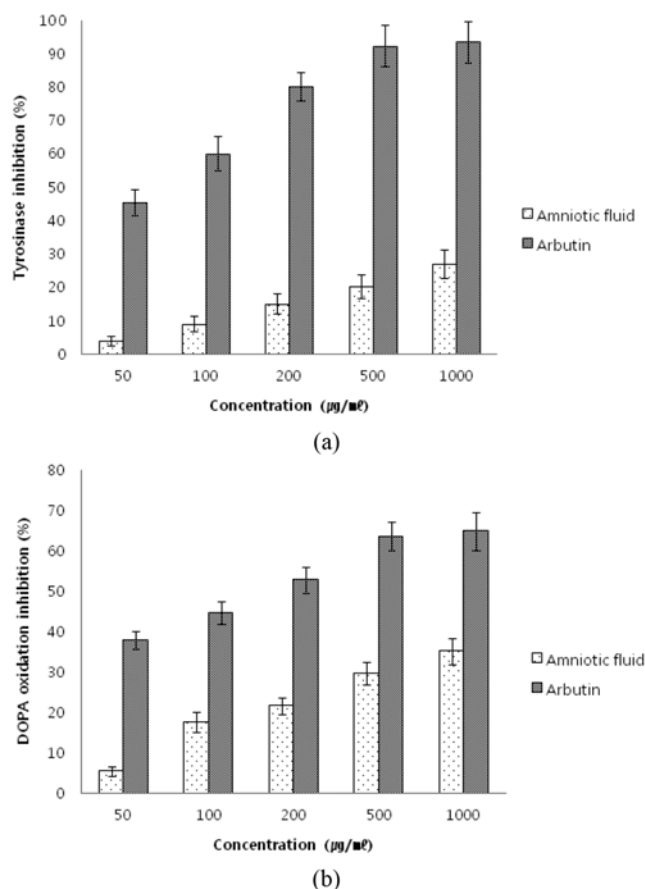 100
90
80
70
60
50
40
30
20
10
0
Tyrosinase inhibition (%)
50 100 200 500 1000
Concentration (µg/㎖)
Amniotic fluid
Arbutin
(a)
80
70
60
50
40
30
20
10
0
DOPA oxidation inhibition (%)
50 100 200 500 1000
Concentration (µg/㎖)
Amniotic fluid
Arbutin
(b)